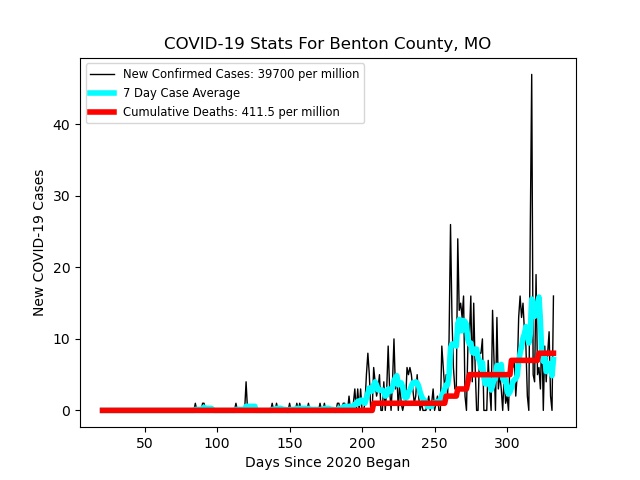 COVID-19 Stats For Benton County, MO
New Confirmed Cases: 39700 per million
7 Day Case Average
Cumulative Deaths: 411.5 per million
New COVID-19 Cases
40
30
20
10
0
50 100 150 200 250 300
Days Since 2020 Began